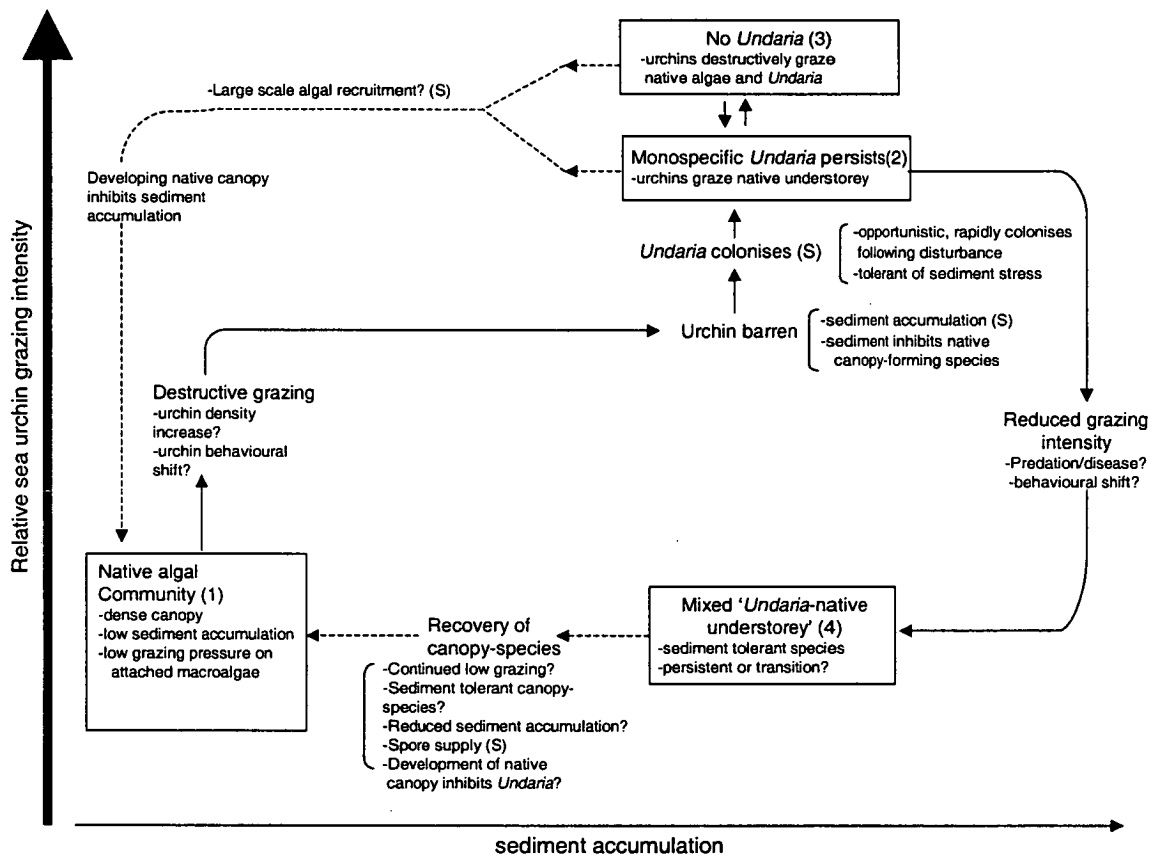 Relative sea urchin grazing intensity
No Undaria (3)
-urchins destructively graze
native algae and Undaria
-Large scale algal recruitment? (S)
Monospecific Undaria persists(2)
-urchins graze native understorey
Developing native canopy
inhibits sediment
accumulation
Undaria colonises (S)
-opportunistic, rapidly colonises
following disturbance
-tolerant of sediment stress
Urchin barren
-sediment accumulation (S)
-sediment inhibits native
canopy-forming species
Destructive grazing
-urchin density
increase?
-urchin behavioural
shift?
Reduced grazing
intensity
-Predation/disease?
-behavioural shift?
Native algal
Community (1)
-dense canopy
-low sediment accumulation
-low grazing pressure on
attached macroalgae
Recovery of
canopy-species
-Continued low grazing?
-Sediment tolerant canopy-
species?
-Reduced sediment accumulation?
-Spore supply (S)
-Development of native
canopy inhibits Undaria?
Mixed 'Undaria-native
understorey' (4)
-sediment tolerant species
-persistent or transition?
sediment accumulation